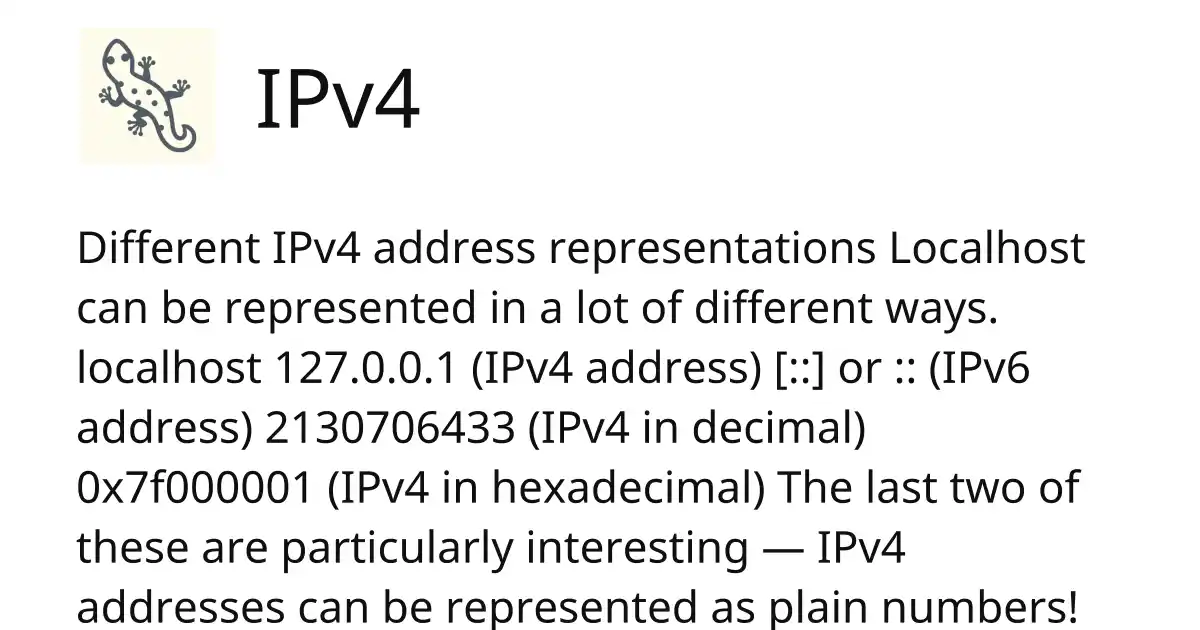 IPv4
Different IPv4 address representations Localhost
can be represented in a lot of different ways.
localhost 127.0.0.1 (IPv4 address) [::] or :: (IPv6
address) 2130706433 (IPv4 in decimal)
0x7f000001 (IPv4 in hexadecimal) The last two of
these are particularly interesting — IPv4
addresses can be represented as plain numbers!